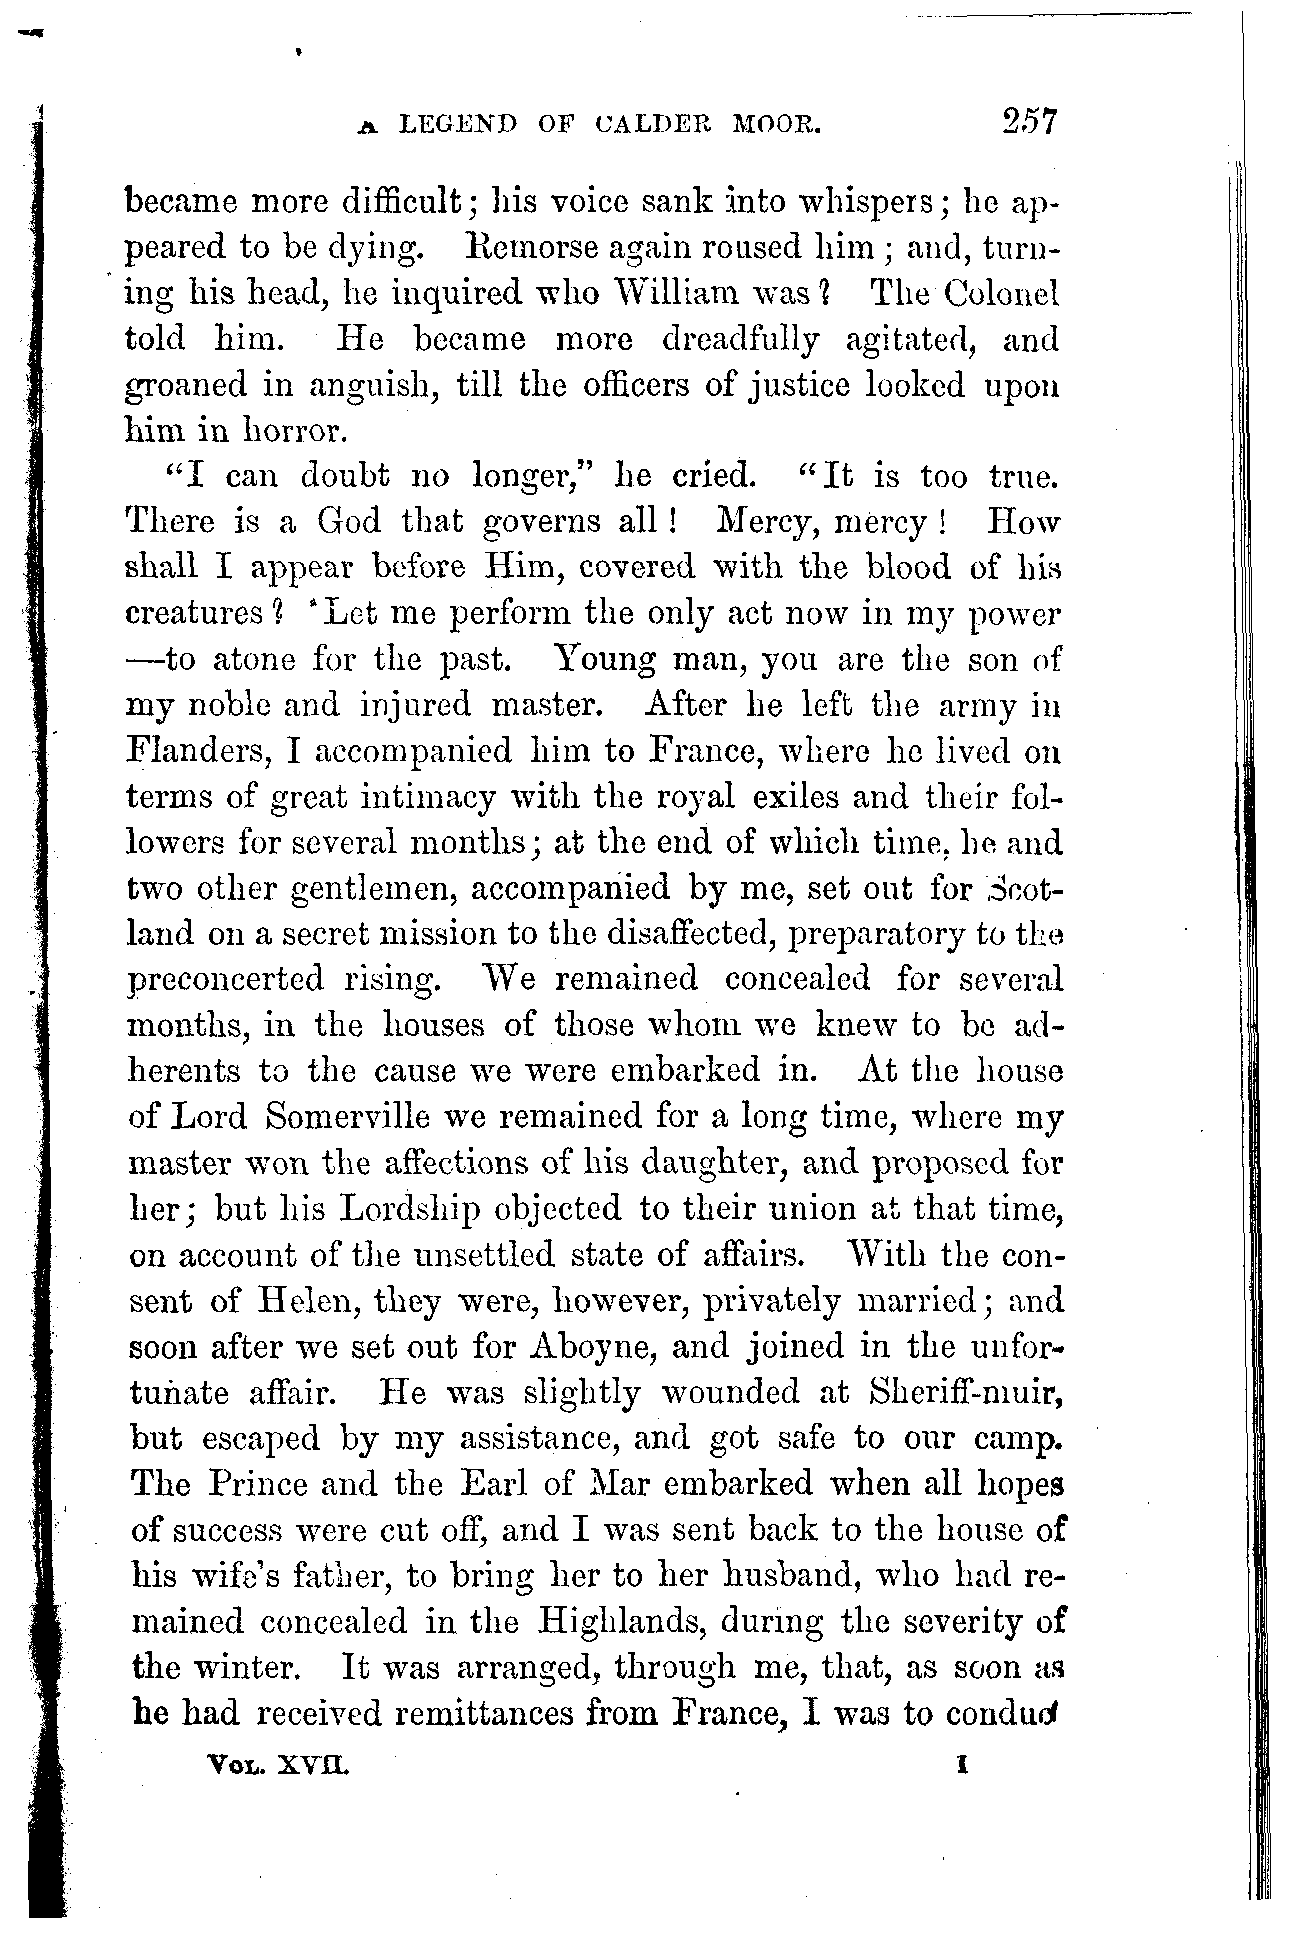 A LEGEND OF CALDER MOOR. 257
became more difficult; his voice sank into whispers; he ap-
peared to be dying. Remorse again roused him; and, turn-
ing his head, he inquired who William was? The Colonel
told him. He became more dreadfully agitated, and
groaned in anguish, till the officers of justice looked upon
him in horror.
"I can doubt no longer," he cried. "It is too true.
There is a God that governs all! Mercy, mercy! How
shall I appear before Him, covered with the blood of his
creatures? Let me perform the only act now in my power
—to atone for the past. Young man, you are the son of
my noble and injured master. After he left the army in
Flanders, I accompanied him to France, where he lived on
terms of great intimacy with the royal exiles and their fol-
lowers for several months; at the end of which time, he and
two other gentlemen, accompanied by me, set out for Scot-
land on a secret mission to the disaffected, preparatory to the
preconcerted rising. We remained concealed for several
months, in the houses of those whom we knew to be ad-
herents to the cause we were embarked in. At the house
of Lord Somerville we remained for a long time, where my
master won the affections of his daughter, and proposed for
her; but his Lordship objected to their union at that time,
on account of the unsettled state of affairs. With the con-
sent of Helen, they were, however, privately married; and
soon after we set out for Aboyne, and joined in the unfor-
tunate affair. He was slightly wounded at Sheriff-muir,
but escaped by my assistance, and got safe to our camp.
The Prince and the Earl of Mar embarked when all hopes
of success were cut off, and I was sent back to the house of
his wife's father, to bring her to her husband, who had re-
mained concealed in the Highlands, during the severity of
the winter. It was arranged, through me, that, as soon as
he had received remittances from France, I was to conduct
VOL. XVII. I